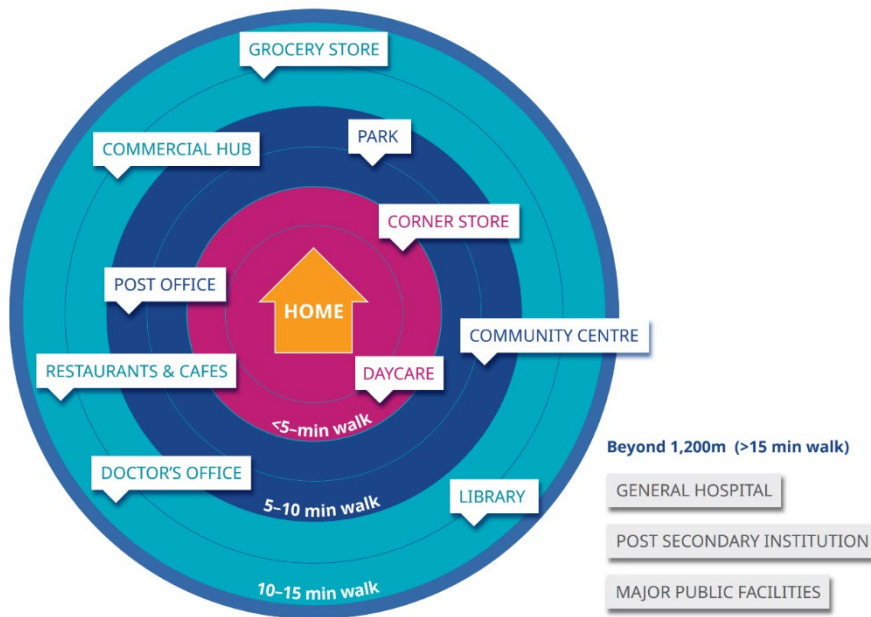 GROCERY STORE
PARK
COMMERCIAL HUB
CORNER STORE
POST OFFICE
HOME
COMMUNITY CENTRE
RESTAURANTS & CAFES
DAYCARE
<5–min walk
Beyond 1,200m (>15 min walk)
DOCTOR'S OFFICE
LIBRARY
GENERAL HOSPITAL
5–10 min walk
POST SECONDARY INSTITUTION
10–15 min walk
MAJOR PUBLIC FACILITIES